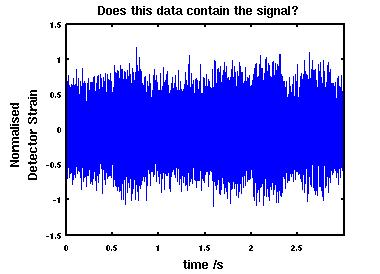 Does this data contain the signal?
1.5
1
0.5
0
-0.5
-1
-1.5
Normalised
Detector Strain
0 0.5 1 1.5 2 2.5
time /s